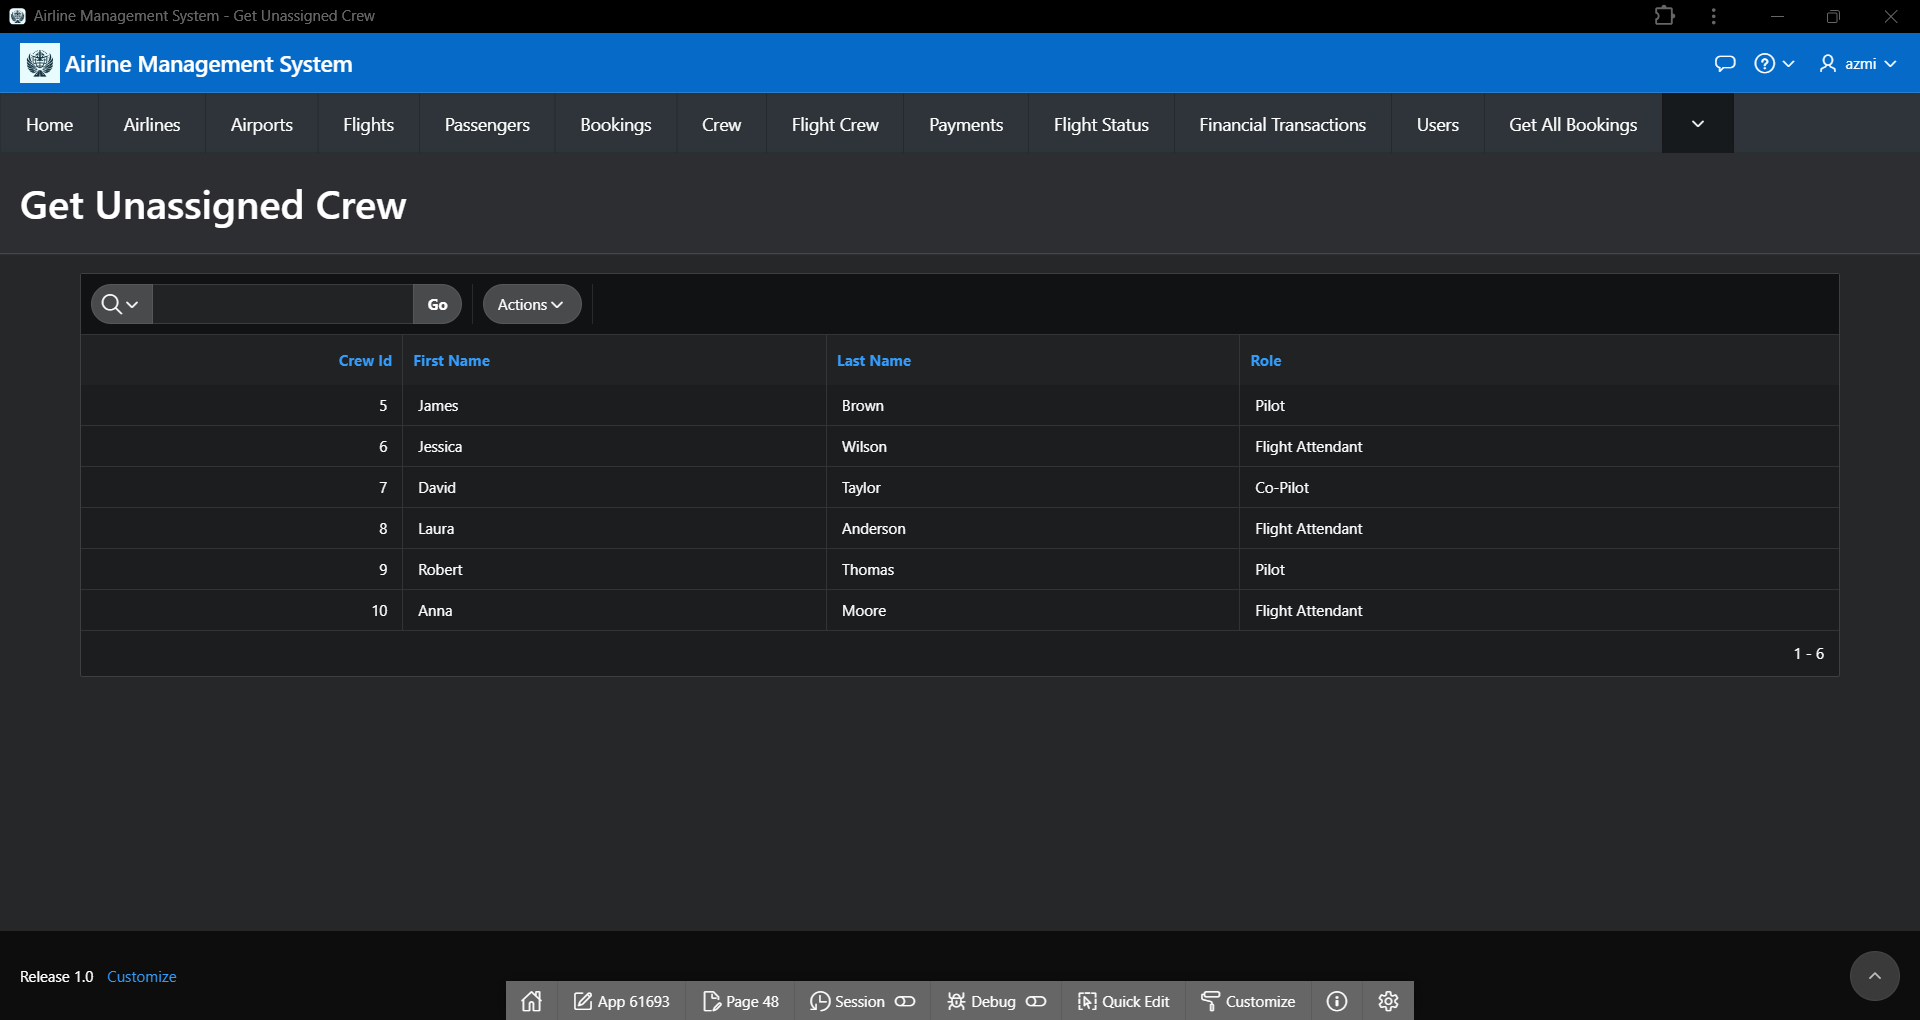 Airline Management System - Get Unassigned Crew
Airline Management System
azmi
Home Airlines Airports Flights Passengers Bookings Crew Flight Crew Payments Flight Status Financial Transactions Users Get All Bookings
Get Unassigned Crew
Go Actions
Crew Id First Name Last Name Role
5 James Brown Pilot
6 Jessica Wilson Flight Attendant
7 David Taylor Co-Pilot
8 Laura Anderson Flight Attendant
9 Robert Thomas Pilot
10 Anna Moore Flight Attendant
1 - 6
Release 1.0 Customize
App 61693 Page 48 Session Debug Quick Edit Customize